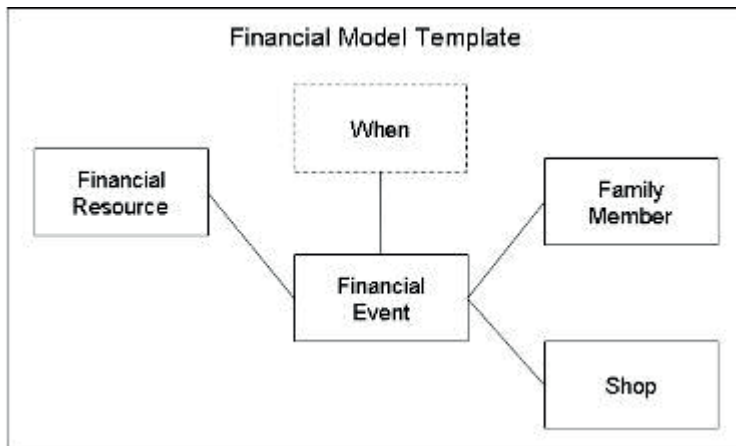 Financial Model Template
When
Financial
Resource
Family
Member
Financial
Event
Shop